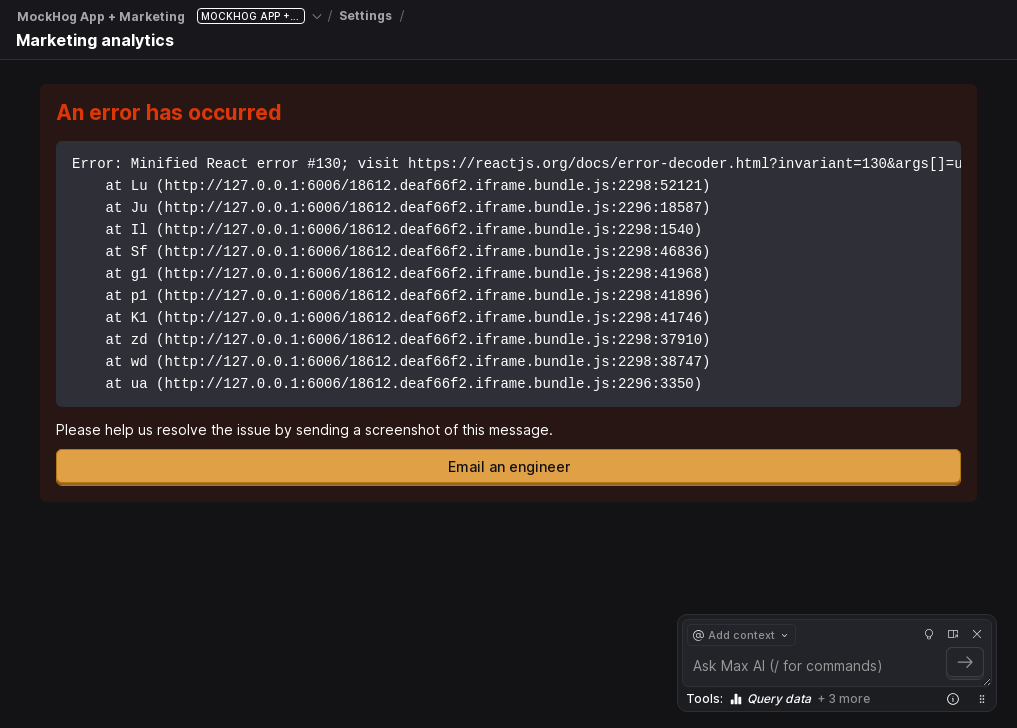 MockHog App + Marketing MOCKHOG APP +... / Settings /
Marketing analytics
An error has occurred
Error: Minified React error #130; visit https://reactjs.org/docs/error-decoder.html?invariant=130&args[]=u
at Lu (http://127.0.0.1:6006/18612.deaf66f2.iframe.bundle.js:2298:52121)
at Ju (http://127.0.0.1:6006/18612.deaf66f2.iframe.bundle.js:2296:18587)
at Il (http://127.0.0.1:6006/18612.deaf66f2.iframe.bundle.js:2298:1540)
at Sf (http://127.0.0.1:6006/18612.deaf66f2.iframe.bundle.js:2298:46836)
at g1 (http://127.0.0.1:6006/18612.deaf66f2.iframe.bundle.js:2298:41968)
at p1 (http://127.0.0.1:6006/18612.deaf66f2.iframe.bundle.js:2298:41896)
at K1 (http://127.0.0.1:6006/18612.deaf66f2.iframe.bundle.js:2298:41746)
at zd (http://127.0.0.1:6006/18612.deaf66f2.iframe.bundle.js:2298:37910)
at wd (http://127.0.0.1:6006/18612.deaf66f2.iframe.bundle.js:2298:38747)
at ua (http://127.0.0.1:6006/18612.deaf66f2.iframe.bundle.js:2296:3350)
Please help us resolve the issue by sending a screenshot of this message.
Email an engineer
@ Add context
Ask Max AI (/ for commands)
Tools: Query data + 3 more